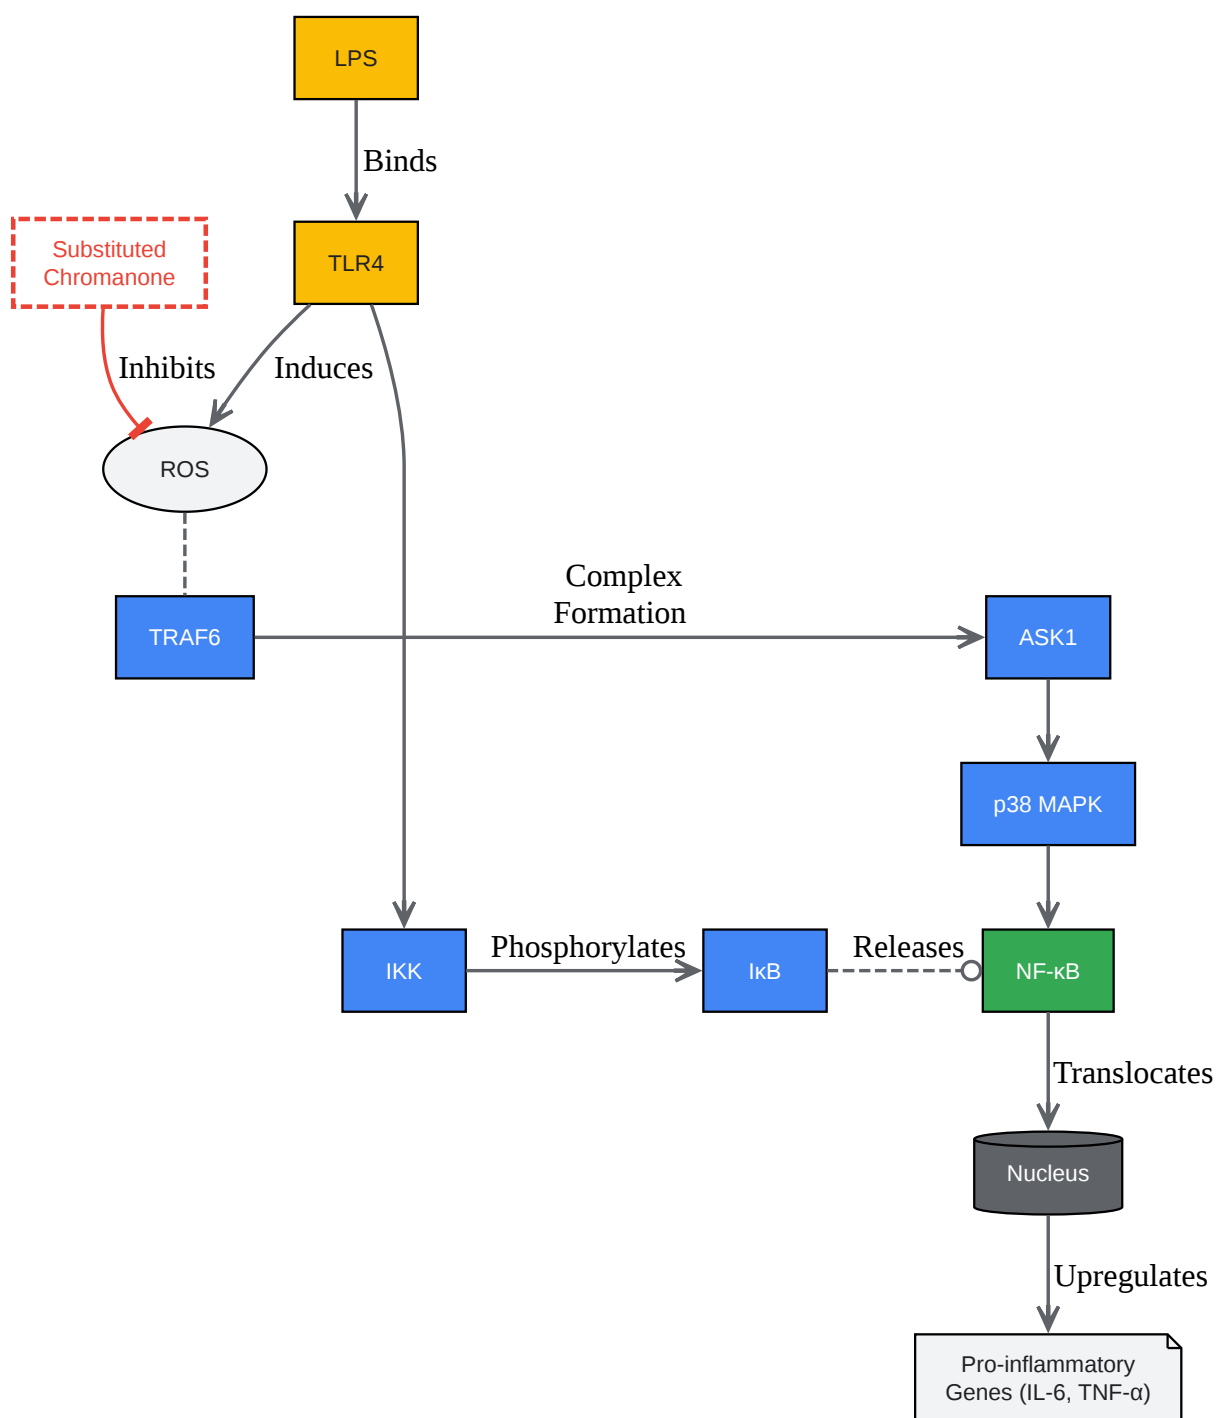 LPS
Binds
Substituted
Chromanone
TLR4
Inhibits
Induces
ROS
Complex
Formation
TRAF6
ASK1
p38 MAPK
Phosphorylates
Releases
IKK
IκB
NF-κB
Translocates
Nucleus
Upregulates
Pro-inflammatory
Genes (IL-6, TNF-α)